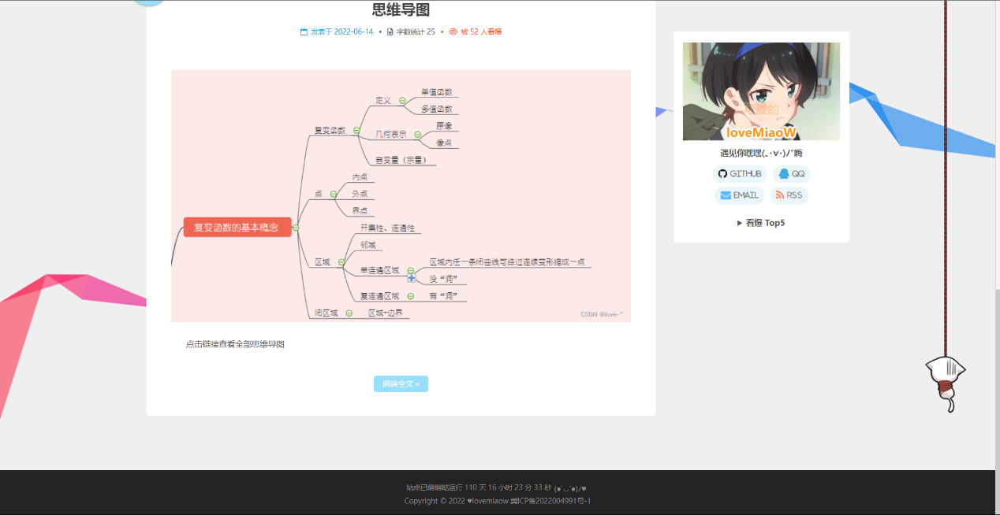 思维导图
发表于 2022-06-14 • 字数统计 25 • 被 52 人看爆
单值函数
定义
多值函数
复变函数
原像
几何表示
像点
自变量（宗量）
内点
点
外点
界点
复变函数的基本概念
开集性、连通性
邻域
区域
区域内任一条闭曲线可经过连续变形缩成一点
单连通区域
没“洞”
复连通区域
有“洞”
闭区域
区域+边界
CSDN @love~''
点击链接查看全部思维导图
阅读全文 »
可爱的
loveMiaoW
遇见你嘿嘿(｡･∀･)ﾉﾞ嗨
GITHUB
QQ
EMAIL
RSS
▶ 看爆 Top5
站点已萌萌哒运行 110 天 16 小时 23 分 33 秒 (●'◡'●)ﾉ♥
Copyright © 2022 ♥lovemiaow 冀ICP备2022004991号-1